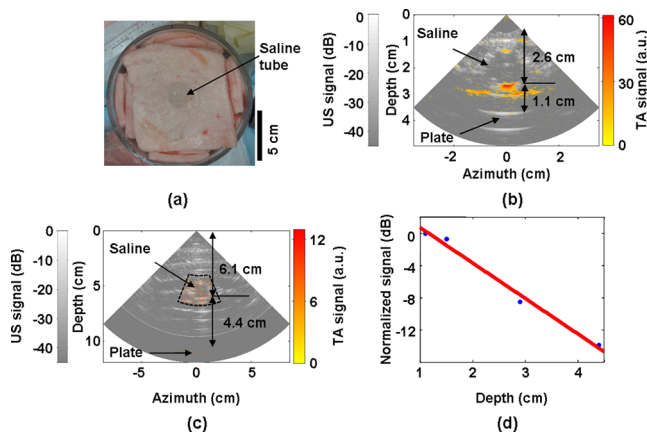 Saline
tube
5 cm
(a)
US signal (dB)
0
-10
-20
-30
-40
Depth (cm)
0
1
2
3
4
5
Saline
Plate
2.6 cm
1.1 cm
-2
0
2
Azimuth (cm)
60
30
0
TA signal (a.u.)
(b)
US signal (dB)
0
-10
-20
-30
-40
Depth (cm)
0
5
10
Saline
Plate
6.1 cm
4.4 cm
-5
0
5
Azimuth (cm)
12
6
0
TA signal (a.u.)
(c)
Normalized signal (dB)
0
-4
-8
-12
1
2
3
4
Depth (cm)
(d)